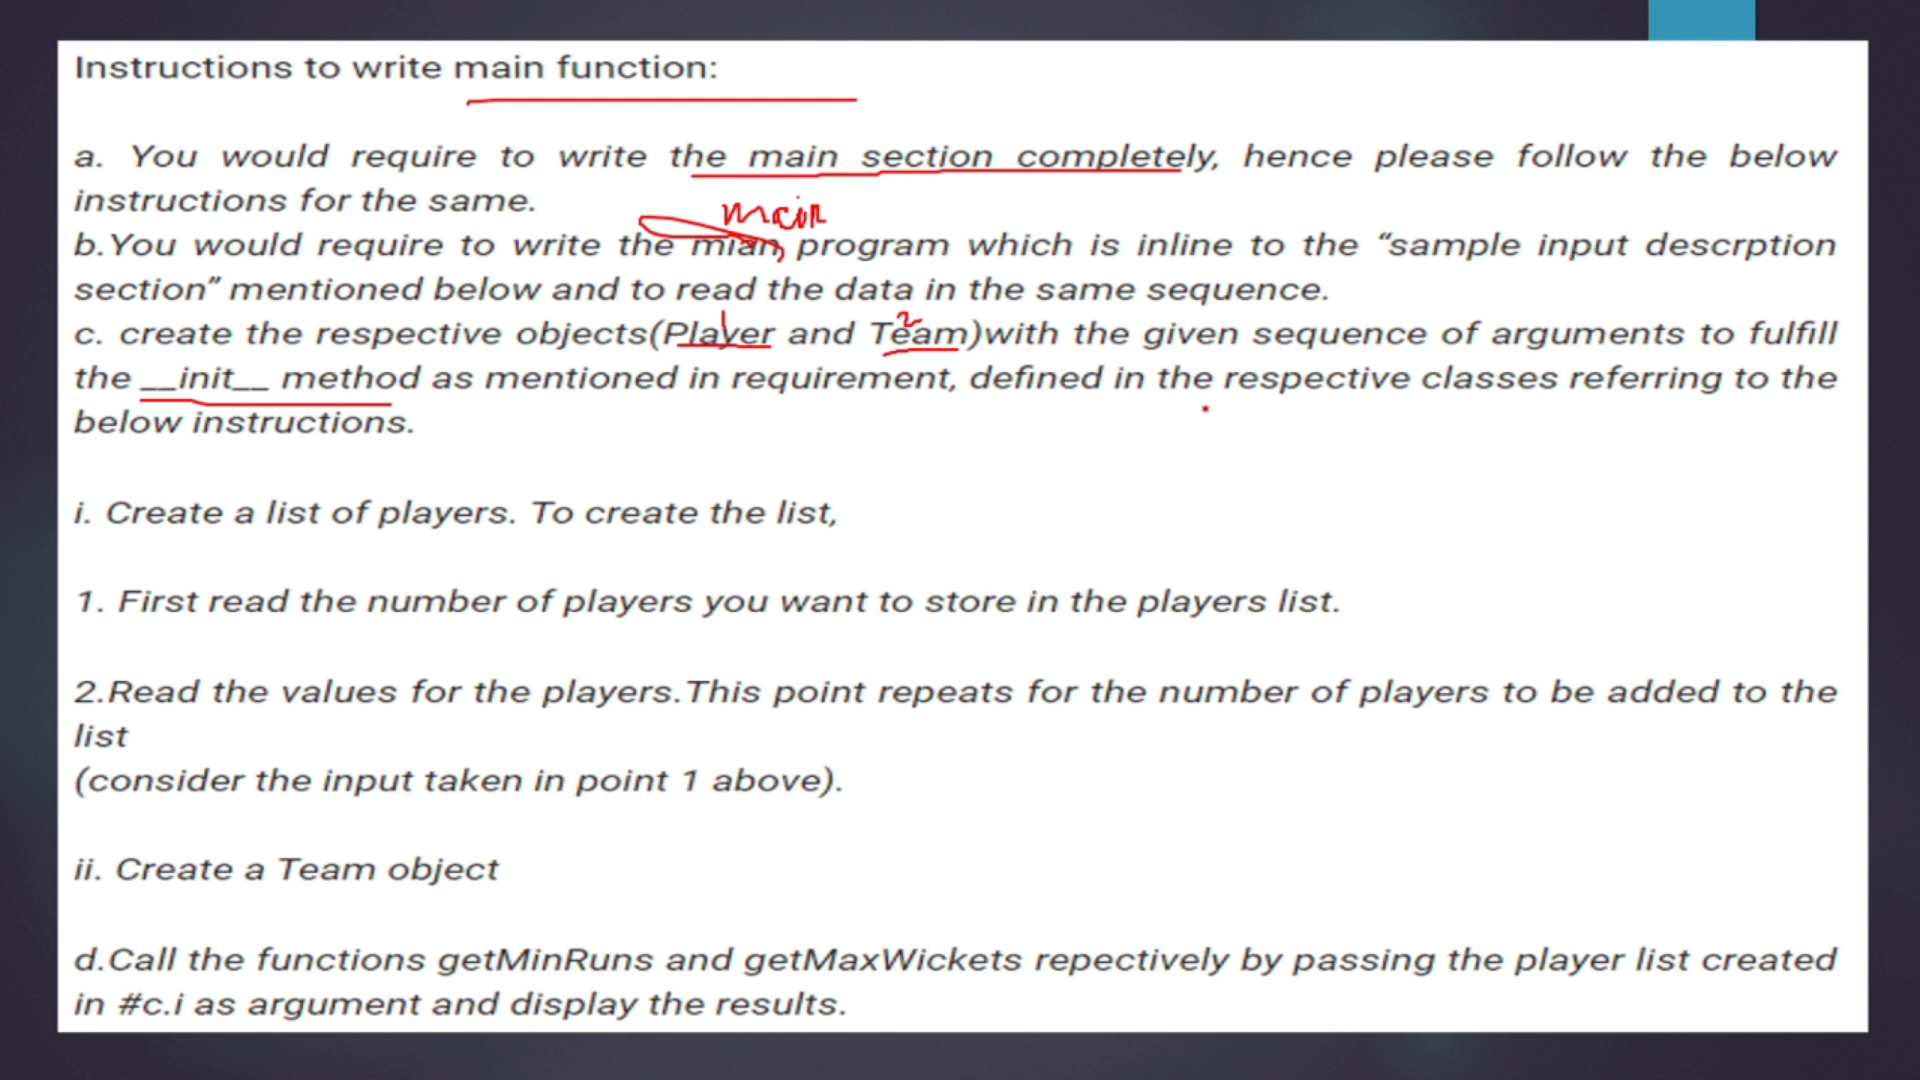 Instructions to write main function:
a. You would require to write the main section completely, hence please follow the below
instructions for the same.
main
b.You would require to write the mian program which is inline to the “sample input descrption
section” mentioned below and to read the data in the same sequence.
1 2
c. create the respective objects(Player and Team)with the given sequence of arguments to fulfill
the __init__ method as mentioned in requirement, defined in the respective classes referring to the
below instructions.
i. Create a list of players. To create the list,
1. First read the number of players you want to store in the players list.
2.Read the values for the players.This point repeats for the number of players to be added to the
list
(consider the input taken in point 1 above).
ii. Create a Team object
d.Call the functions getMinRuns and getMaxWickets repectively by passing the player list created
in #c.i as argument and display the results.